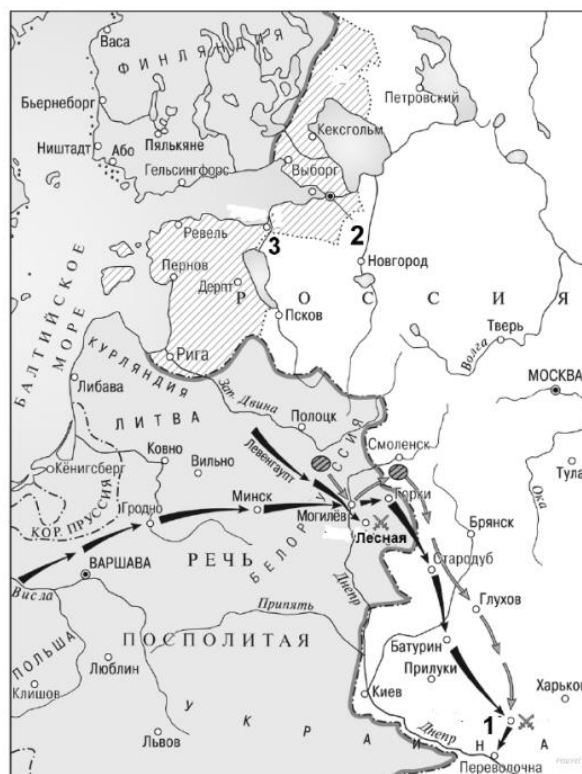 Васа
ФИНЛЯНДИЯ
Петровский
Бьернеборг
Кексгольм
Ништадт
Або
Пялькяне
Выборг
Гельсингфорс
2
Ревель
3
Новгород
Пернов
Дерпт
РОССИЯ
Псков
Тверь
БАЛТИЙСКОЕ
МОРЕ
Рига
Волга
КУРЛЯНДИЯ
МОСКВА
Либава
Зап. Двина
Полоцк
ЛИТВА
Смоленск
Левенгаупт
Ковно
Вильно
Тула
Кёнигсберг
Горки
Ока
КОР. ПРУССИЯ
Минск
Гродно
Могилёв
Брянск
БЕЛОРУССИЯ
Лесная
РЕЧЬ
ВАРШАВА
Стародуб
Висла
Днепр
Глухов
Припять
ПОСПОЛИТАЯ
Батурин
ПОЛЬША
Люблин
Прилуки
Клишов
Киев
Харьков
УКРАИНА
1
Львов
Днепр
Переволочна